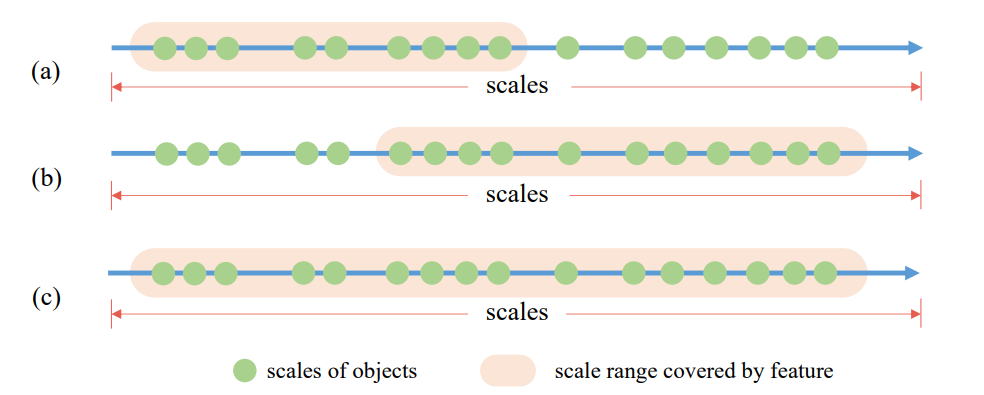 (a)
scales
(b)
scales
(c)
scales
scales of objects
scale range covered by feature